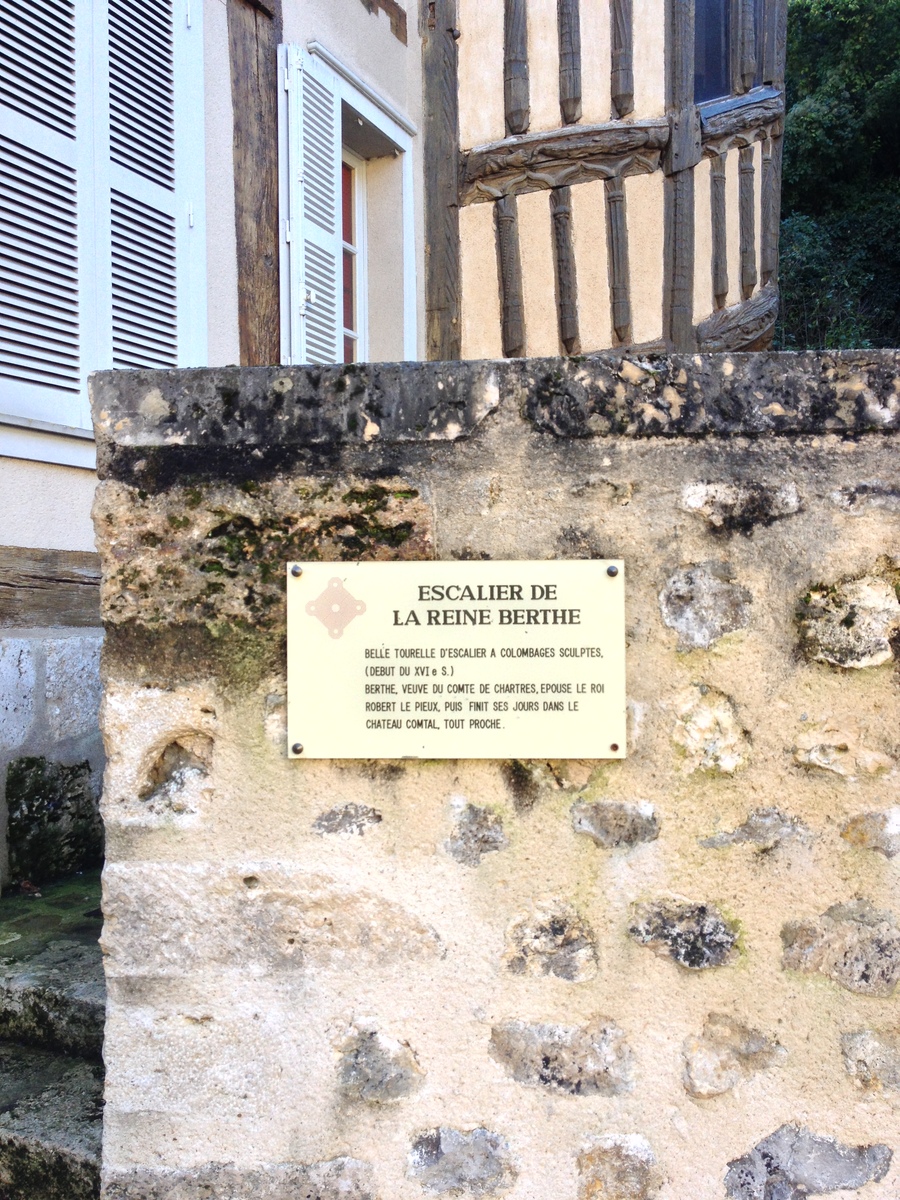 ESCALIER DE
LA REINE BERTHE
BELLE TOURELLE D'ESCALIER A COLOMBAGES SCULPTES,
(DEBUT DU XVI e S.)
BERTHE, VEUVE DU COMTE DE CHARTRES, EPOUSE LE ROI
ROBERT LE PIEUX, PUIS FINIT SES JOURS DANS LE
CHATEAU COMTAL, TOUT PROCHE.